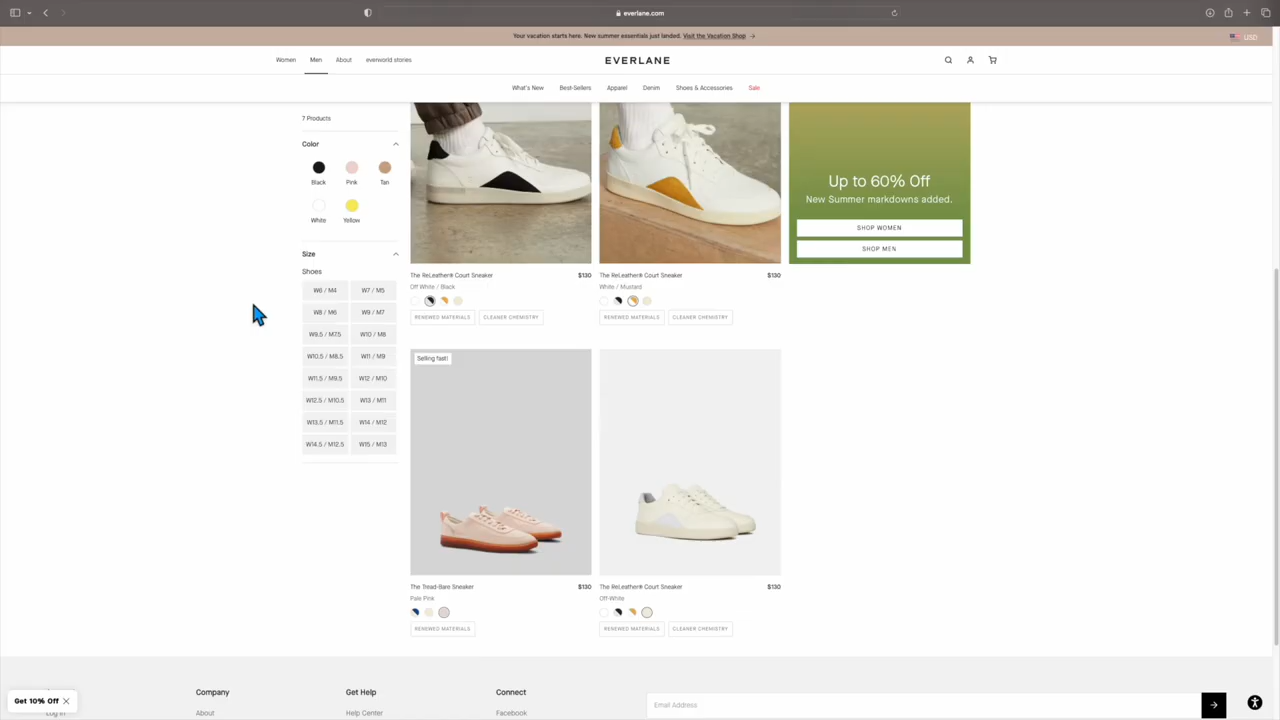 everlane.com
Your vacation starts here. New summer essentials just landed. Visit the Vacation Shop →
USD
Women Men About everworld stories
EVERLANE
What's New Best-Sellers Apparel Denim Shoes & Accessories Sale
7 Products
Color
Black Pink Tan
White Yellow
Size
Shoes
W6 / M4 W7 / M5
W8 / M6 W9 / M7
W9.5 / M7.5 W10 / M8
W10.5 / M8.5 W11 / M9
W11.5 / M9.5 W12 / M10
W12.5 / M10.5 W13 / M11
W13.5 / M11.5 W14 / M12
W14.5 / M12.5 W15 / M13
Up to 60% Off
New Summer markdowns added.
SHOP WOMEN
SHOP MEN
The ReLeather® Court Sneaker $130
Off White / Black
RENEWED MATERIALS CLEANER CHEMISTRY
The ReLeather® Court Sneaker $130
White / Mustard
RENEWED MATERIALS CLEANER CHEMISTRY
Selling fast!
The Tread-Bare Sneaker $130
Pale Pink
RENEWED MATERIALS
The ReLeather® Court Sneaker $130
Off-White
RENEWED MATERIALS CLEANER CHEMISTRY
Get 10% Off
Log In
Company
About
Get Help
Help Center
Connect
Facebook
Email Address